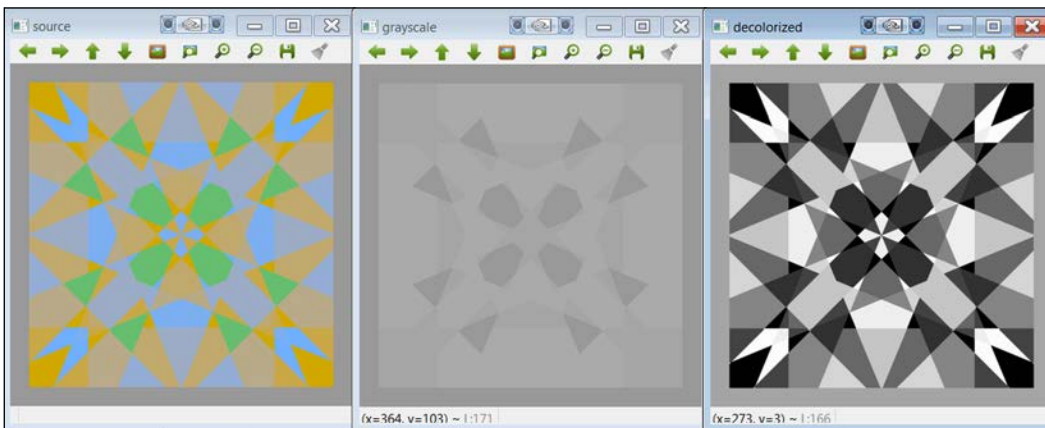 source
grayscale
decolorized
(x=364, y=103) ~ L:171
(x=273, y=3) ~ L:166